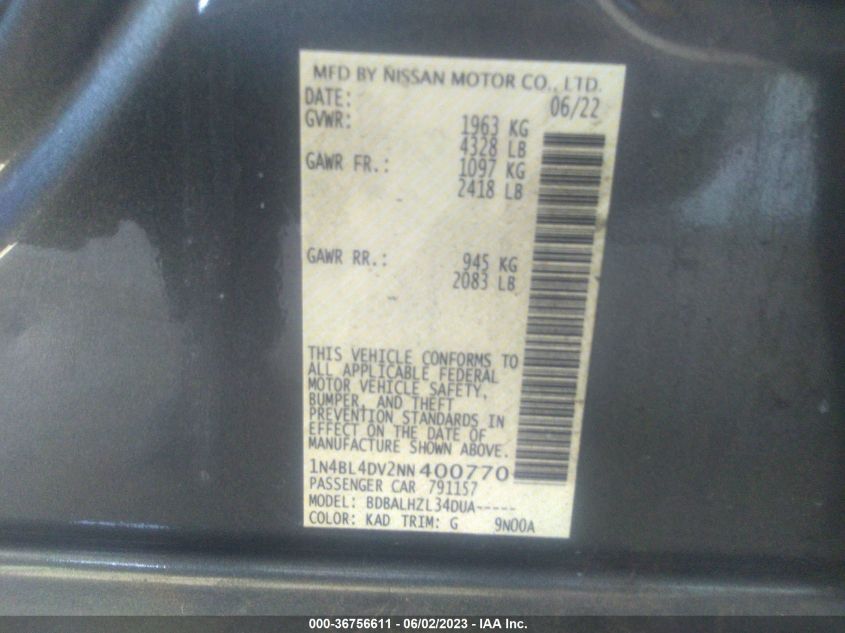 MFD BY NISSAN MOTOR CO., LTD.
DATE: 06/22
GVWR: 1963 KG
4328 LB
GAWR FR.: 1097 KG
2418 LB
GAWR RR.: 945 KG
2083 LB
THIS VEHICLE CONFORMS TO
ALL APPLICABLE FEDERAL
MOTOR VEHICLE SAFETY,
BUMPER, AND THEFT
PREVENTION STANDARDS IN
EFFECT ON THE DATE OF
MANUFACTURE SHOWN ABOVE.
1N4BL4DV2NN400770
PASSENGER CAR 791157
MODEL: BDBALHZL34DUA-----
COLOR: KAD TRIM: G 9N00A
000-36756611 - 06/02/2023 - IAA Inc.